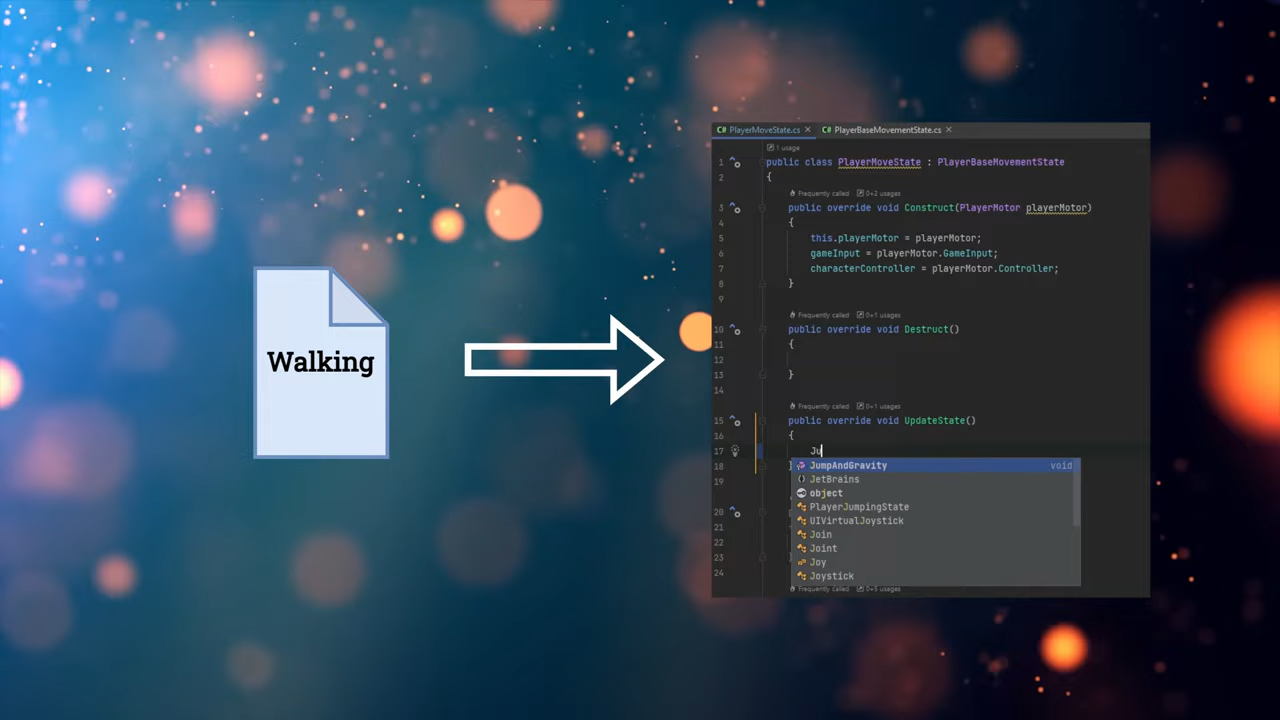 Walking
C# PlayerMoveState.cs × C# PlayerBaseMovementState.cs ×
1 usage
1 public class PlayerMoveState : PlayerBaseMovementState
2 {
Frequently called 0+2 usages
3 public override void Construct(PlayerMotor playerMotor)
4 {
5 this.playerMotor = playerMotor;
6 gameInput = playerMotor.GameInput;
7 characterController = playerMotor.Controller;
8 }
9
Frequently called 0+1 usages
10 public override void Destruct()
11 {
12
13 }
14
Frequently called 0+1 usages
15 public override void UpdateState()
16 {
17 Ju
18 }
JumpAndGravity void
JetBrains
19
object
PlayerJumpingState
20
UIVirtualJoystick
21
Join
22
Joint
23
Joy
24
Joystick
Frequently called 0+5 usages